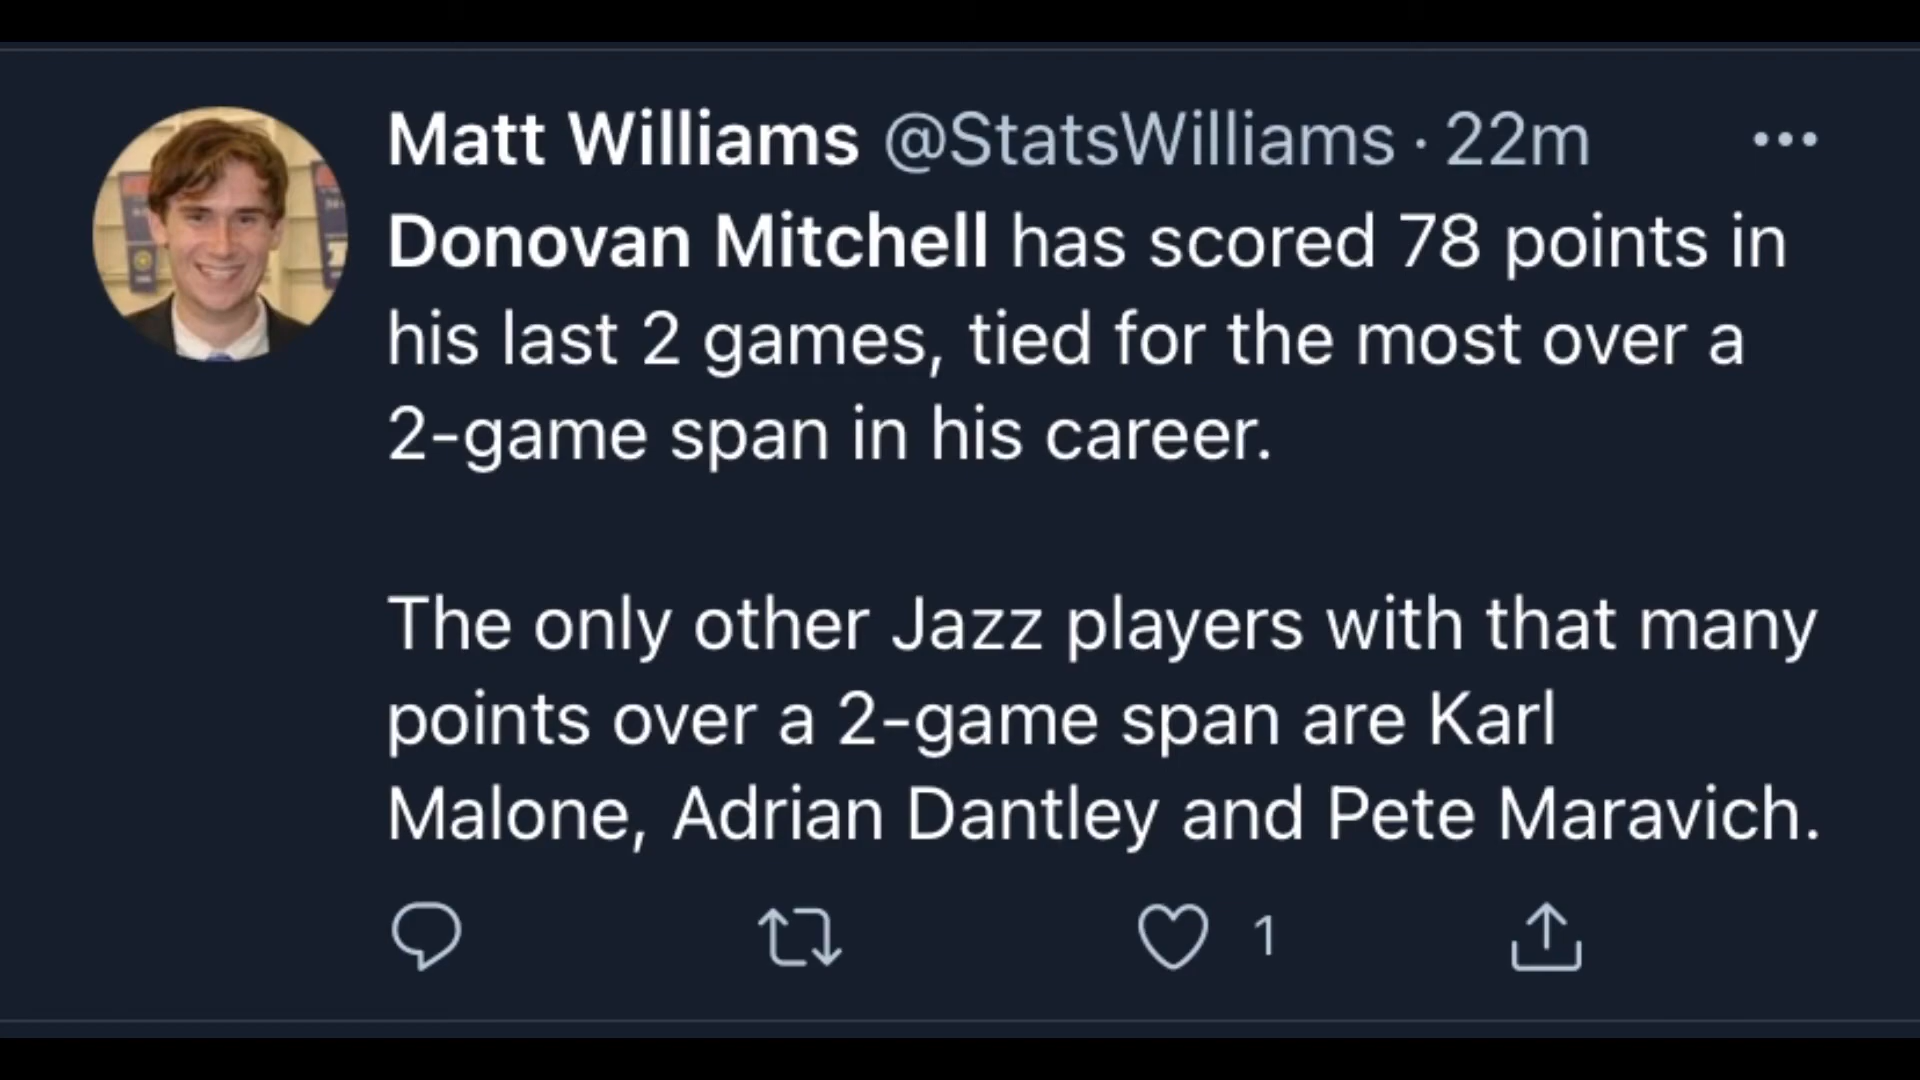 Matt Williams @StatsWilliams · 22m
Donovan Mitchell has scored 78 points in
his last 2 games, tied for the most over a
2-game span in his career.
The only other Jazz players with that many
points over a 2-game span are Karl
Malone, Adrian Dantley and Pete Maravich.
1